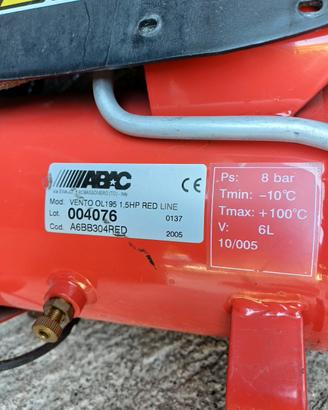 ABAC
CE
Mod. VENTO OL195 1.5HP RED LINE
Lot. 004076 0137
Cod. A6BB304RED 2005
Ps: 8 bar
Tmin: -10°C
Tmax: +100°C
V: 6L
10/005